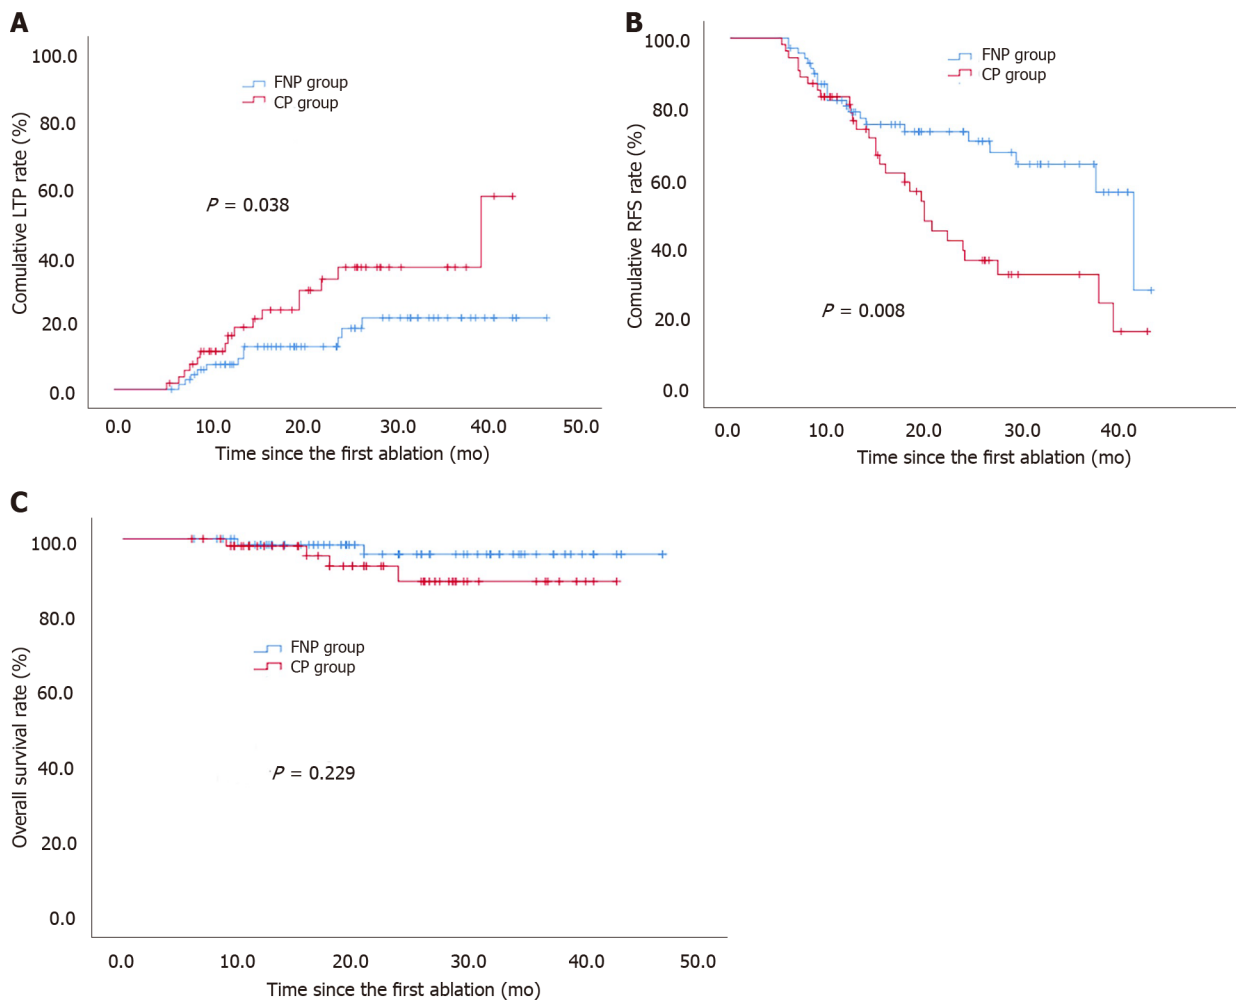 A
Comulative LTP rate (%)
100.0
80.0
60.0
40.0
20.0
0.0
FNP group
CP group
P = 0.038
0.0 10.0 20.0 30.0 40.0 50.0
Time since the first ablation (mo)
B
Comulative RFS rate (%)
100.0
80.0
60.0
40.0
20.0
0.0
FNP group
CP group
P = 0.008
0.0 10.0 20.0 30.0 40.0
Time since the first ablation (mo)
C
Overall survival rate (%)
100.0
80.0
60.0
40.0
20.0
0.0
FNP group
CP group
P = 0.229
0.0 10.0 20.0 30.0 40.0 50.0
Time since the first ablation (mo)